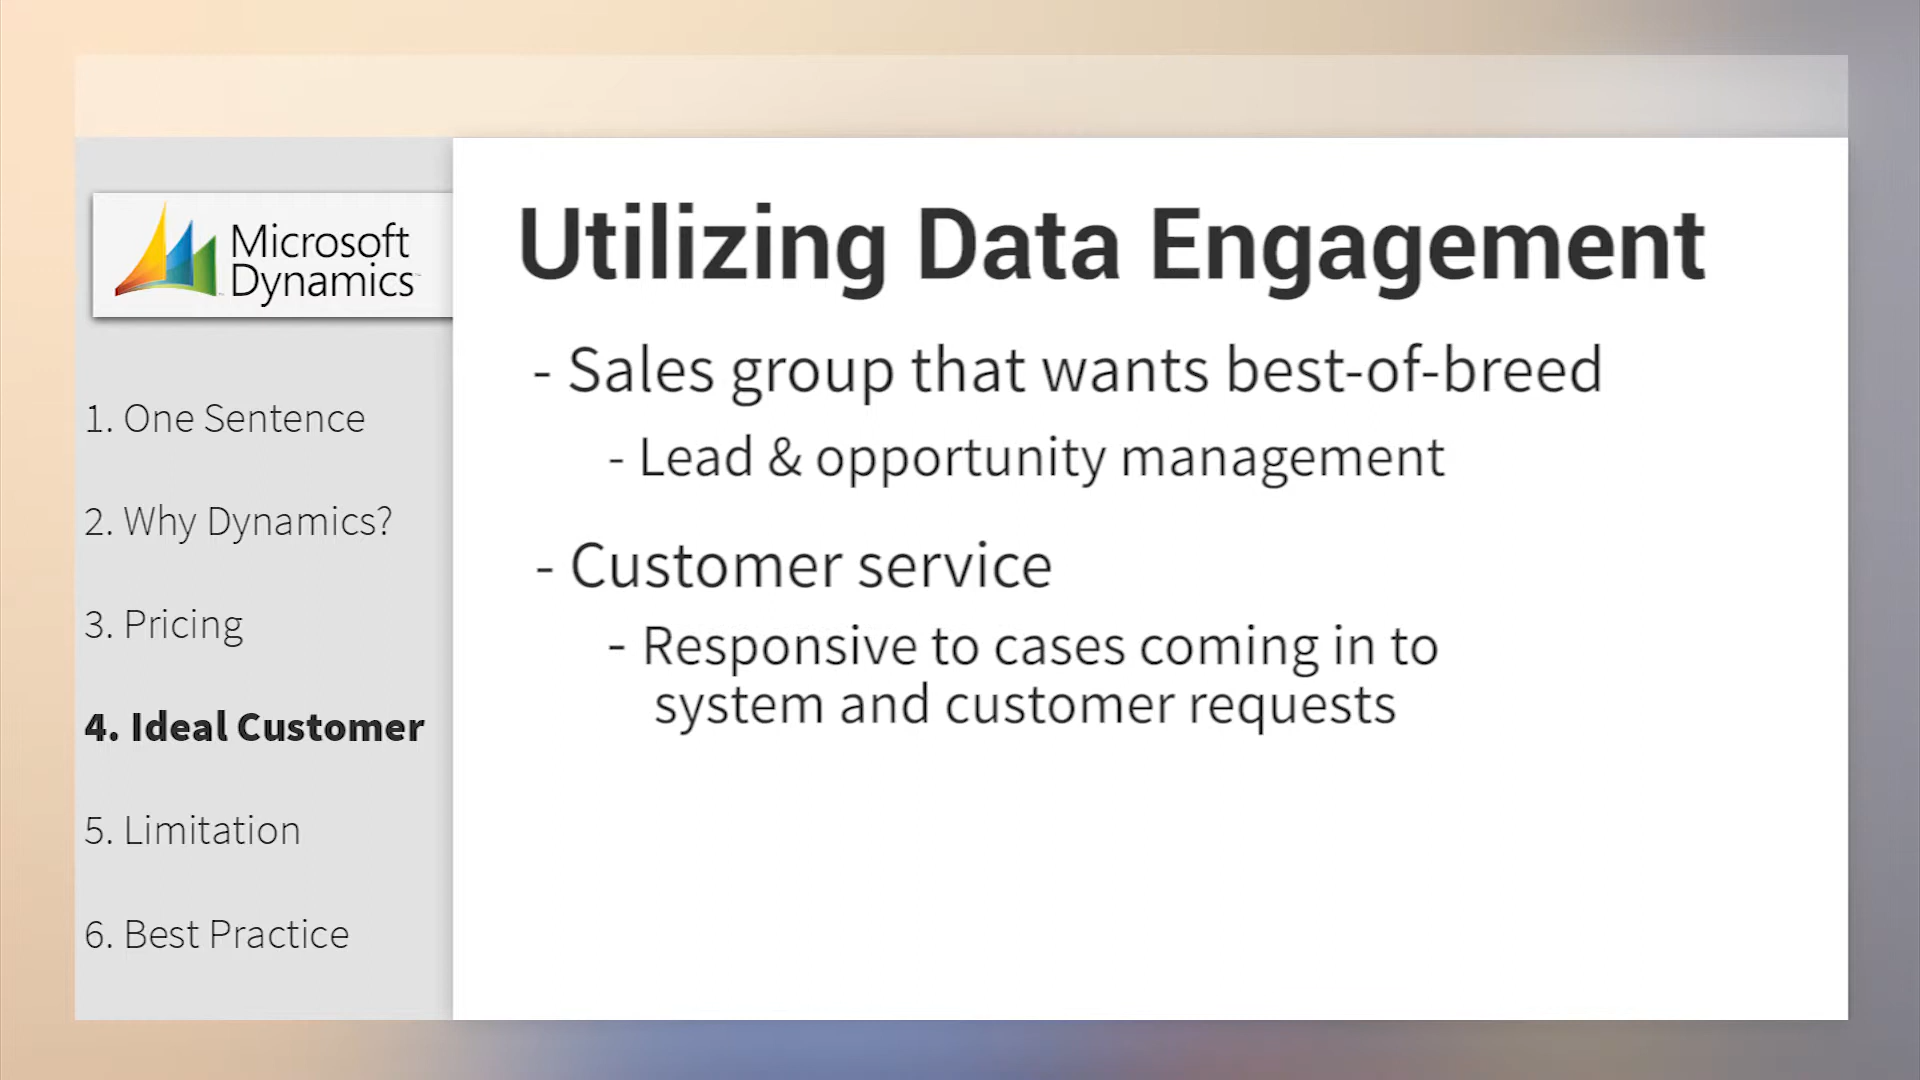 Microsoft
Dynamics™
1. One Sentence
2. Why Dynamics?
3. Pricing
4. Ideal Customer
5. Limitation
6. Best Practice
Utilizing Data Engagement
- Sales group that wants best-of-breed
- Lead & opportunity management
- Customer service
- Responsive to cases coming in to
system and customer requests